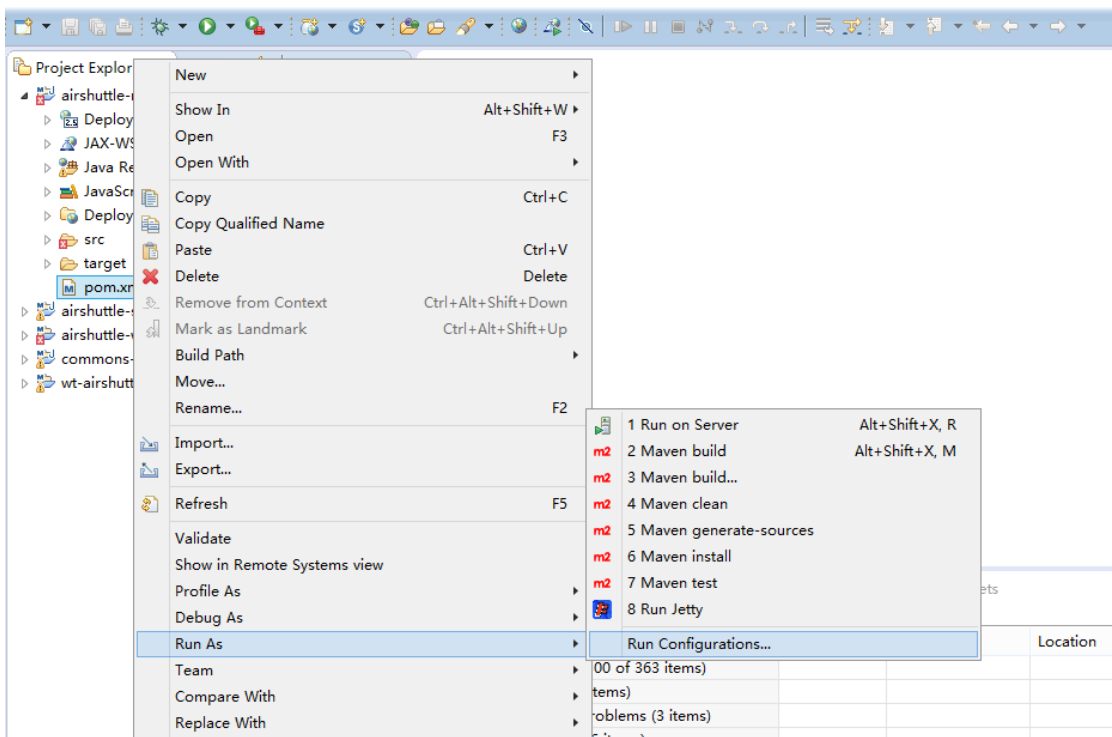 Project Explor
airshuttle-
Deploy
JAX-WS
Java Re
JavaScr
Deploy
src
target
pom.xm
airshuttle-s
airshuttle-
commons-
wt-airshutt
New
Show In Alt+Shift+W
Open F3
Open With
Copy Ctrl+C
Copy Qualified Name
Paste Ctrl+V
Delete Delete
Remove from Context Ctrl+Alt+Shift+Down
Mark as Landmark Ctrl+Alt+Shift+Up
Build Path
Move...
Rename... F2
Import...
Export...
Refresh F5
Validate
Show in Remote Systems view
Profile As
Debug As
Run As
Team
Compare With
Replace With
1 Run on Server Alt+Shift+X, R
m2 2 Maven build Alt+Shift+X, M
m2 3 Maven build...
m2 4 Maven clean
m2 5 Maven generate-sources
m2 6 Maven install
m2 7 Maven test
8 Run Jetty
Run Configurations...
ets
Location
00 of 363 items)
tems)
roblems (3 items)